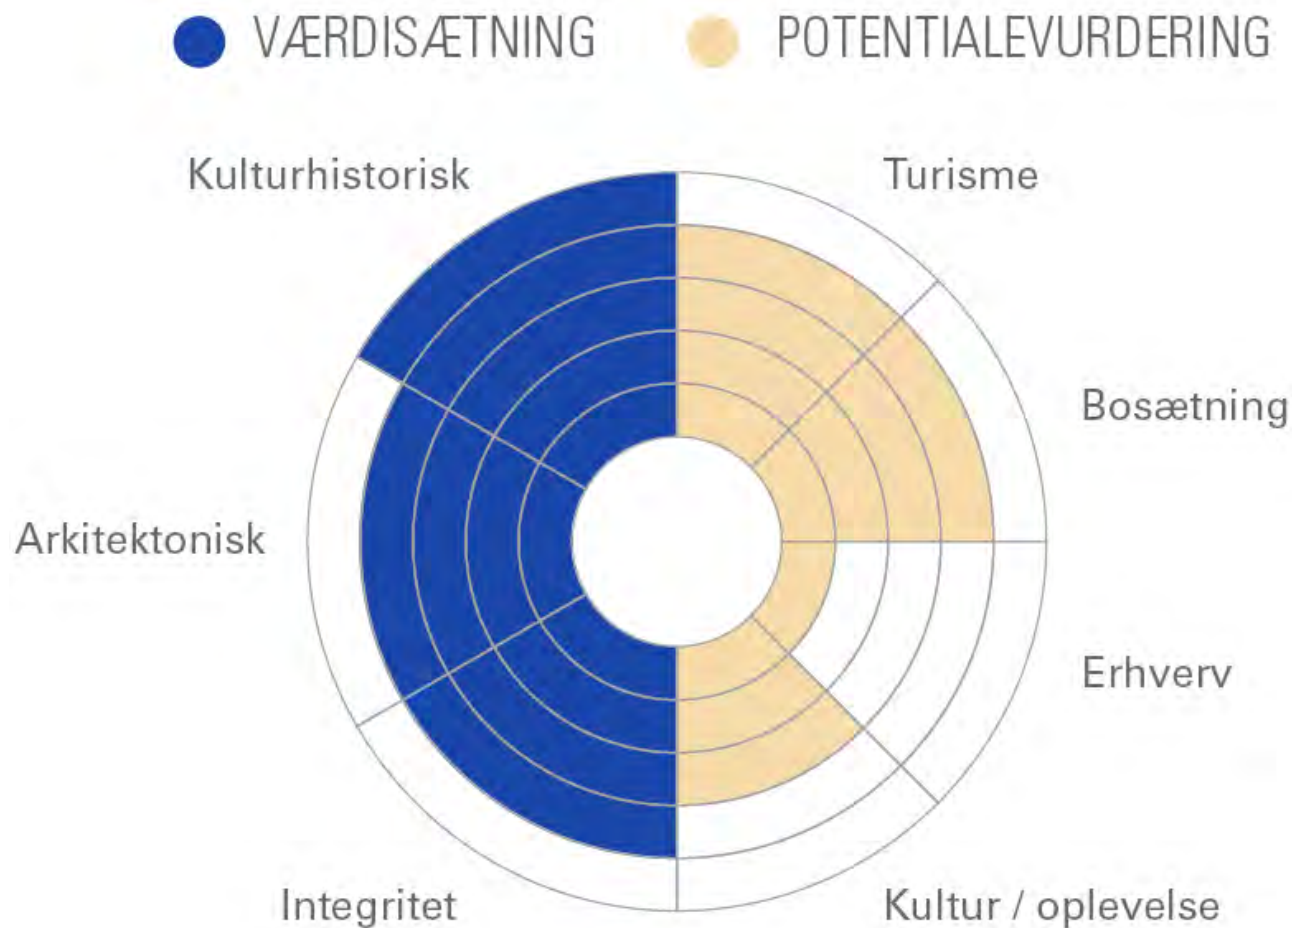 VÆRDISÆTNING
POTENTIALEVURDERING
Kulturhistorisk
Turisme
Bosætning
Arkitektonisk
Erhverv
Integritet
Kultur / oplevelse